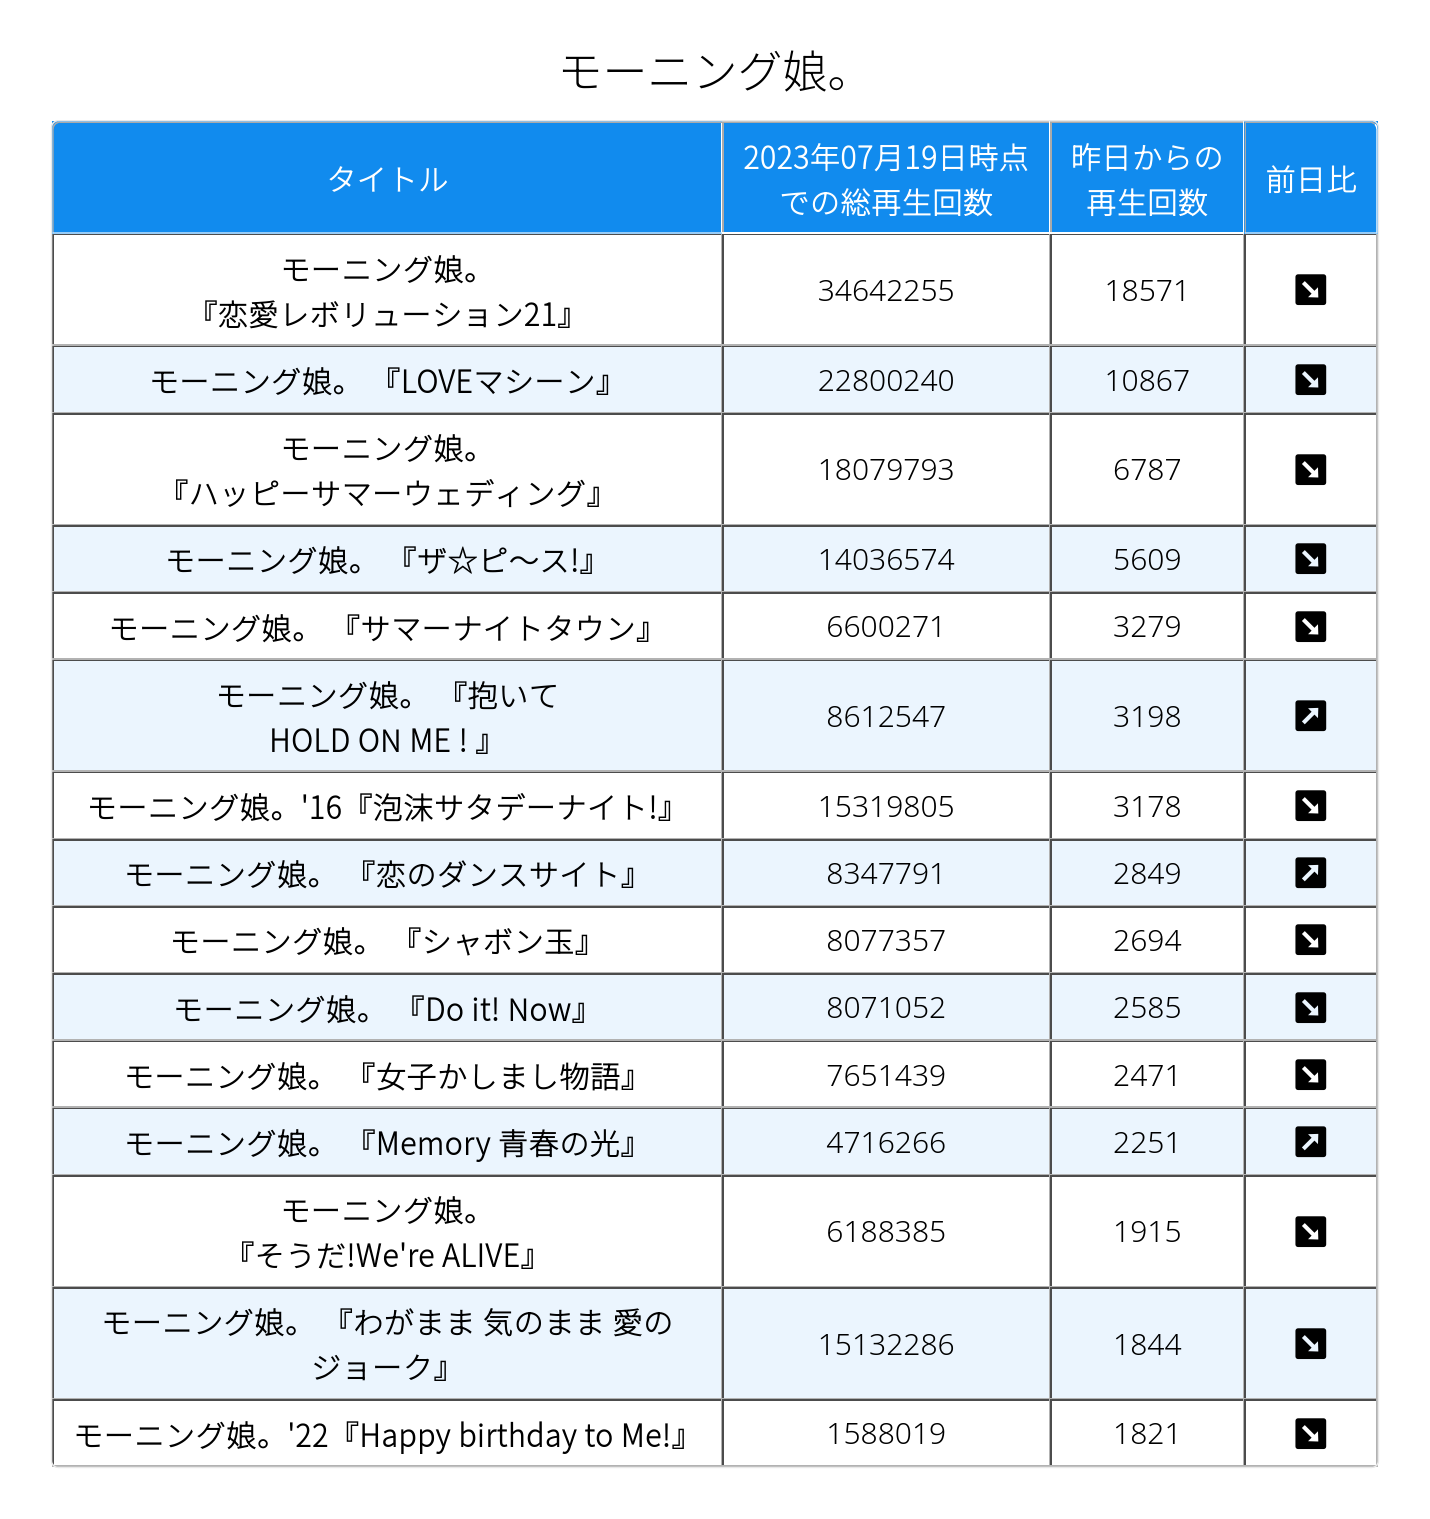 モーニング娘。
タイトル
2023年07月19日時点
での総再生回数
昨日からの
再生回数
前日比
モーニング娘。
『恋愛レボリューション21』
34642255
18571
モーニング娘。 『LOVEマシーン』
22800240
10867
モーニング娘。
『ハッピーサマーウェディング』
18079793
6787
モーニング娘。 『ザ☆ピ〜ス!』
14036574
5609
モーニング娘。 『サマーナイトタウン』
6600271
3279
モーニング娘。 『抱いて
HOLD ON ME ! 』
8612547
3198
モーニング娘。'16『泡沫サタデーナイト!』
15319805
3178
モーニング娘。 『恋のダンスサイト』
8347791
2849
モーニング娘。 『シャボン玉』
8077357
2694
モーニング娘。 『Do it! Now』
8071052
2585
モーニング娘。 『女子かしまし物語』
7651439
2471
モーニング娘。 『Memory 青春の光』
4716266
2251
モーニング娘。
『そうだ!We're ALIVE』
6188385
1915
モーニング娘。 『わがまま 気のまま 愛の
ジョーク』
15132286
1844
モーニング娘。'22『Happy birthday to Me!』
1588019
1821